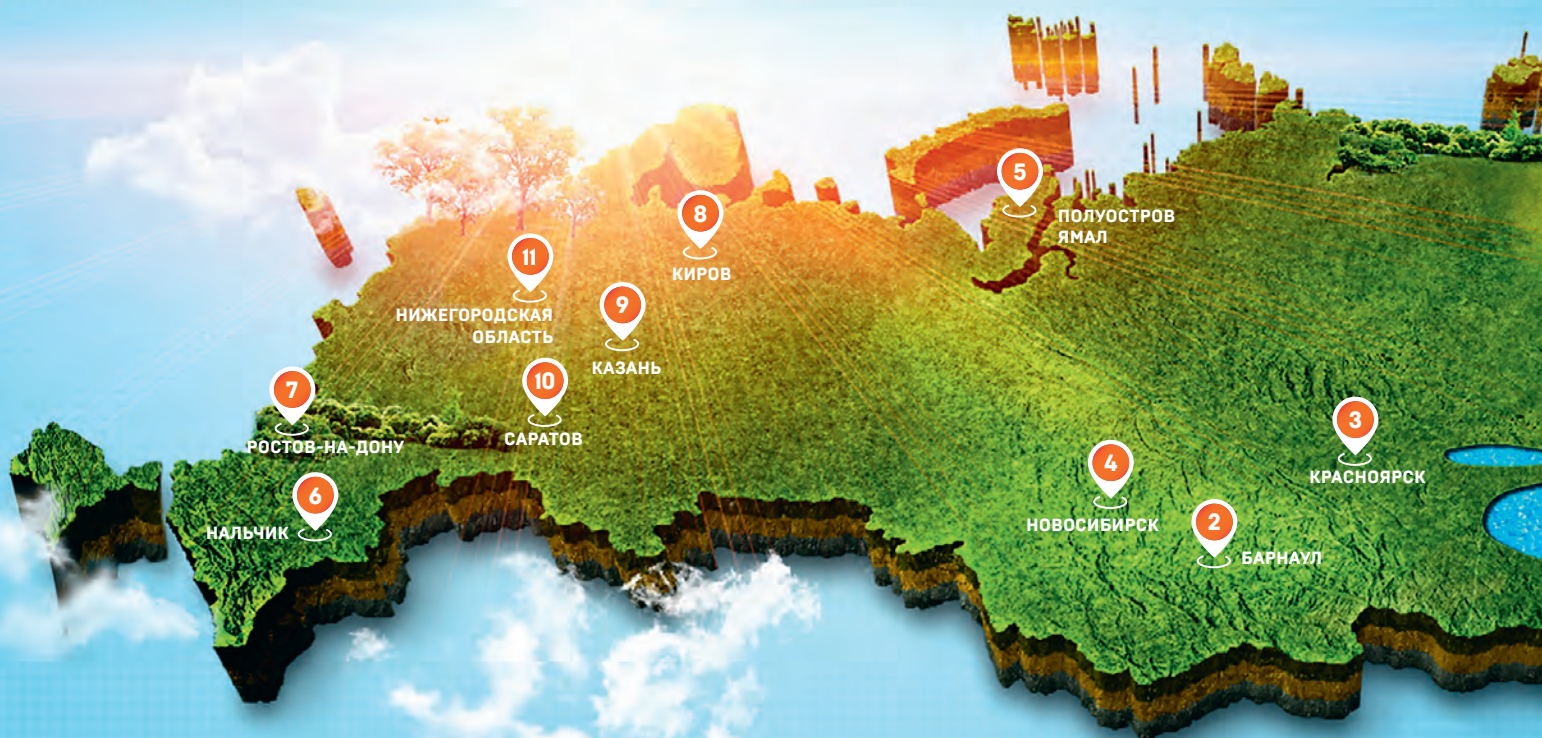 5
ПОЛУОСТРОВ
ЯМАЛ
8
КИРОВ
11
НИЖЕГОРОДСКАЯ
ОБЛАСТЬ
9
КАЗАНЬ
10
САРАТОВ
7
РОСТОВ-НА-ДОНУ
3
КРАСНОЯРСК
4
НОВОСИБИРСК
6
НАЛЬЧИК
2
БАРНАУЛ